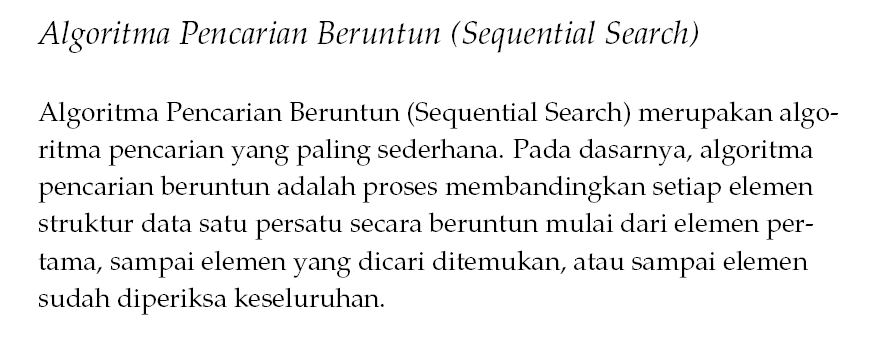 Algoritma Pencarian Beruntun (Sequential Search)
Algoritma Pencarian Beruntun (Sequential Search) merupakan algo-
ritma pencarian yang paling sederhana. Pada dasarnya, algoritma
pencarian beruntun adalah proses membandingkan setiap elemen
struktur data satu persatu secara beruntun mulai dari elemen per-
tama, sampai elemen yang dicari ditemukan, atau sampai elemen
sudah diperiksa keseluruhan.